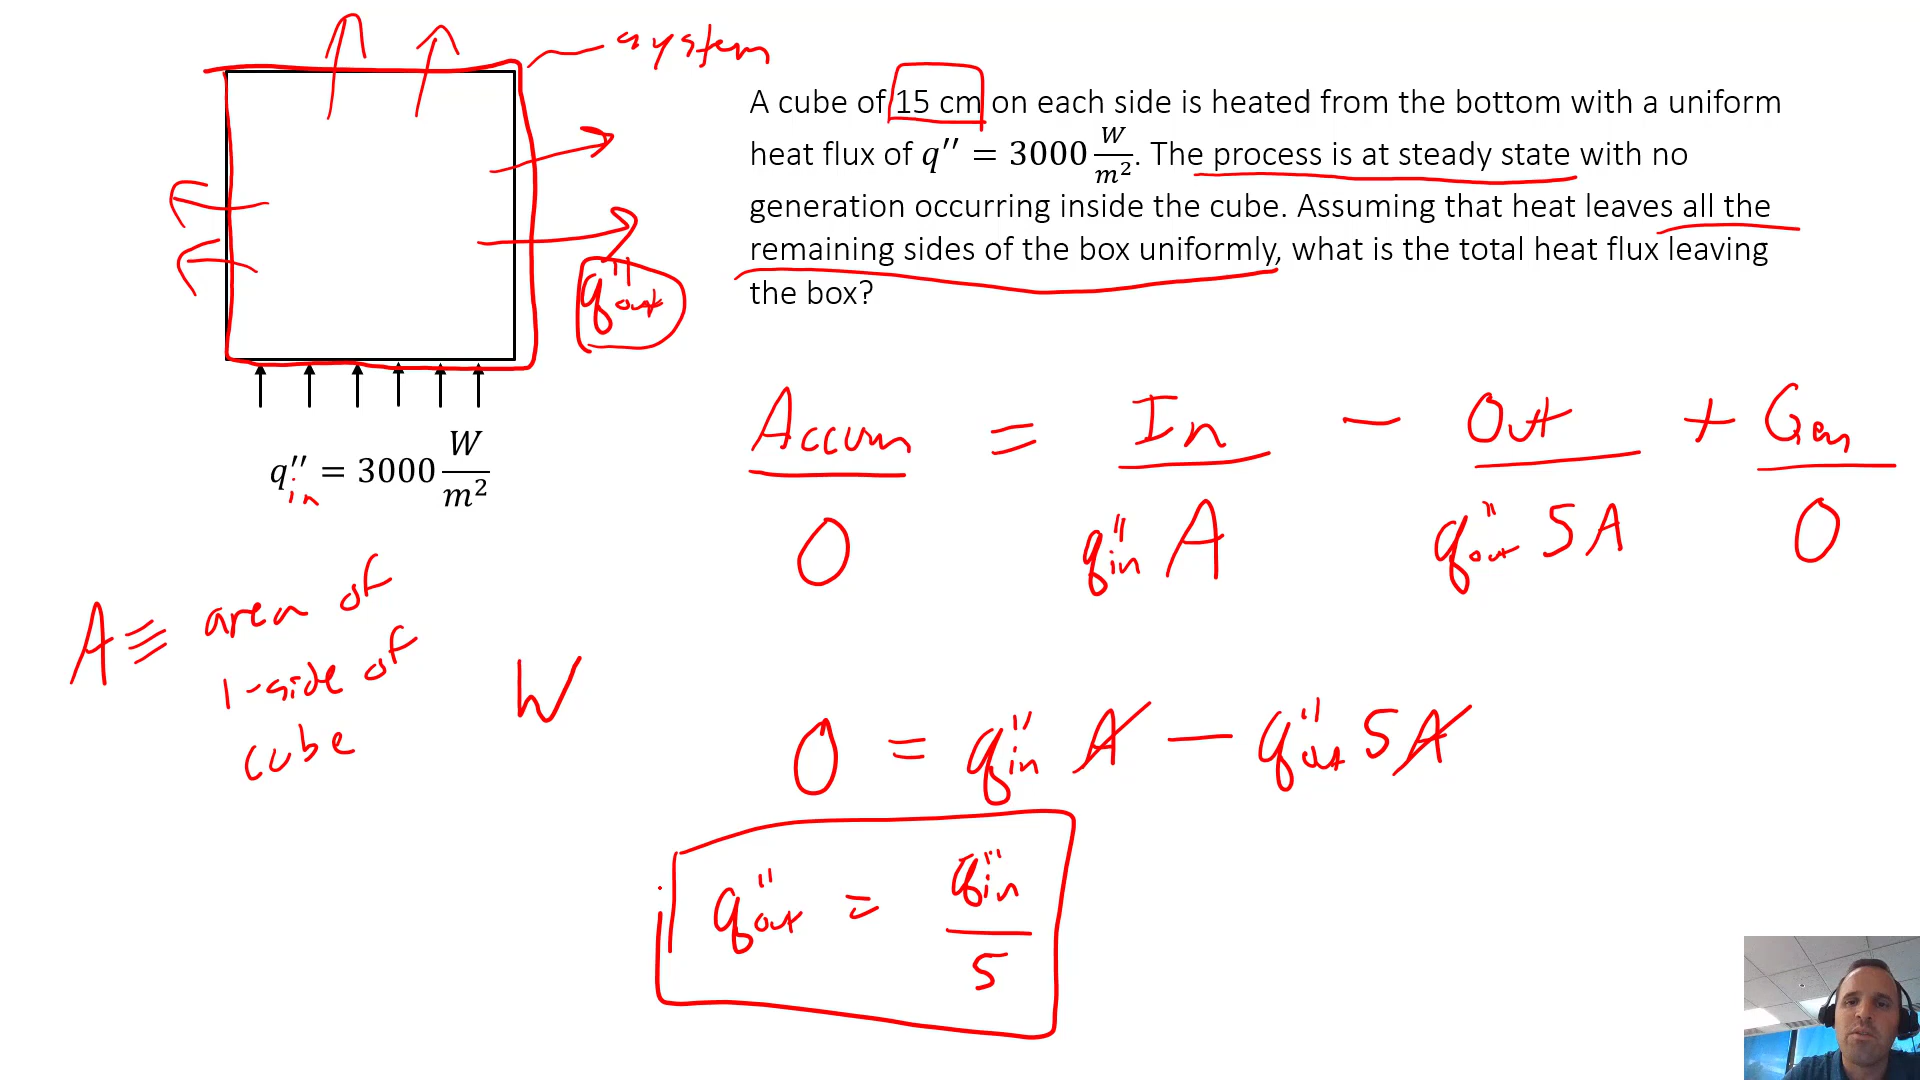 system
A cube of 15 cm on each side is heated from the bottom with a uniform
heat flux of q′′ = 3000 W/m². The process is at steady state with no
generation occurring inside the cube. Assuming that heat leaves all the
remaining sides of the box uniformly, what is the total heat flux leaving
the box?
q"out
q′′in = 3000 W/m²
Accum = In − Out + Gen
0 q"in A q"out 5A 0
A ≡ area of
1-side of
cube
W
0 = q"in A − q"out 5A
q"out = q"in / 5